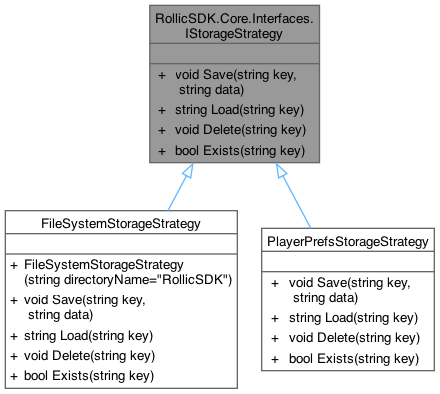 RollicSDK.Core.Interfaces.
IStorageStrategy
+ void Save(string key,
string data)
+ string Load(string key)
+ void Delete(string key)
+ bool Exists(string key)
FileSystemStorageStrategy
+ FileSystemStorageStrategy
(string directoryName="RollicSDK")
+ void Save(string key,
string data)
+ string Load(string key)
+ void Delete(string key)
+ bool Exists(string key)
PlayerPrefsStorageStrategy
+ void Save(string key,
string data)
+ string Load(string key)
+ void Delete(string key)
+ bool Exists(string key)